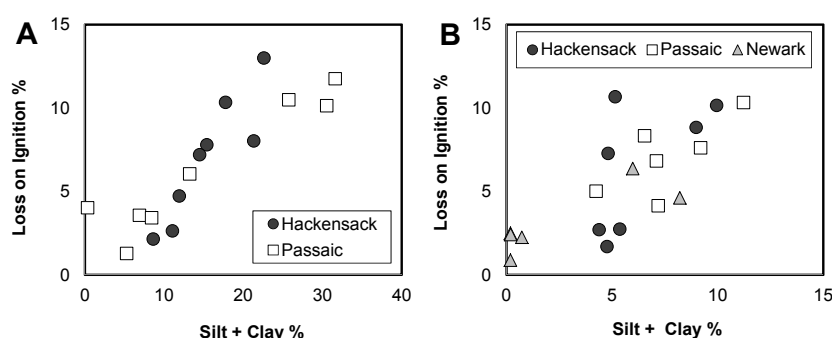 A
15
10
5
0
Loss on Ignition %
0 10 20 30 40
Silt + Clay %
Hackensack
Passaic
B
15
10
5
0
Loss on Ignition %
0 5 10 15
Silt + Clay %
Hackensack Passaic Newark